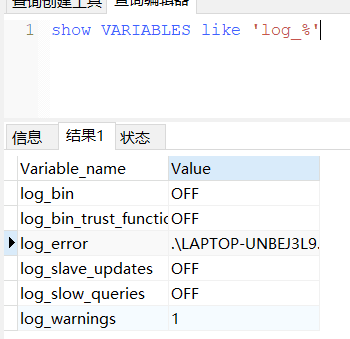 查询创建工具 查询编辑器
1 show VARIABLES like 'log_%'
信息 结果1 状态
Variable_name Value
log_bin OFF
log_bin_trust_functio OFF
log_error .\LAPTOP-UNBEJ3L9.
log_slave_updates OFF
log_slow_queries OFF
log_warnings 1